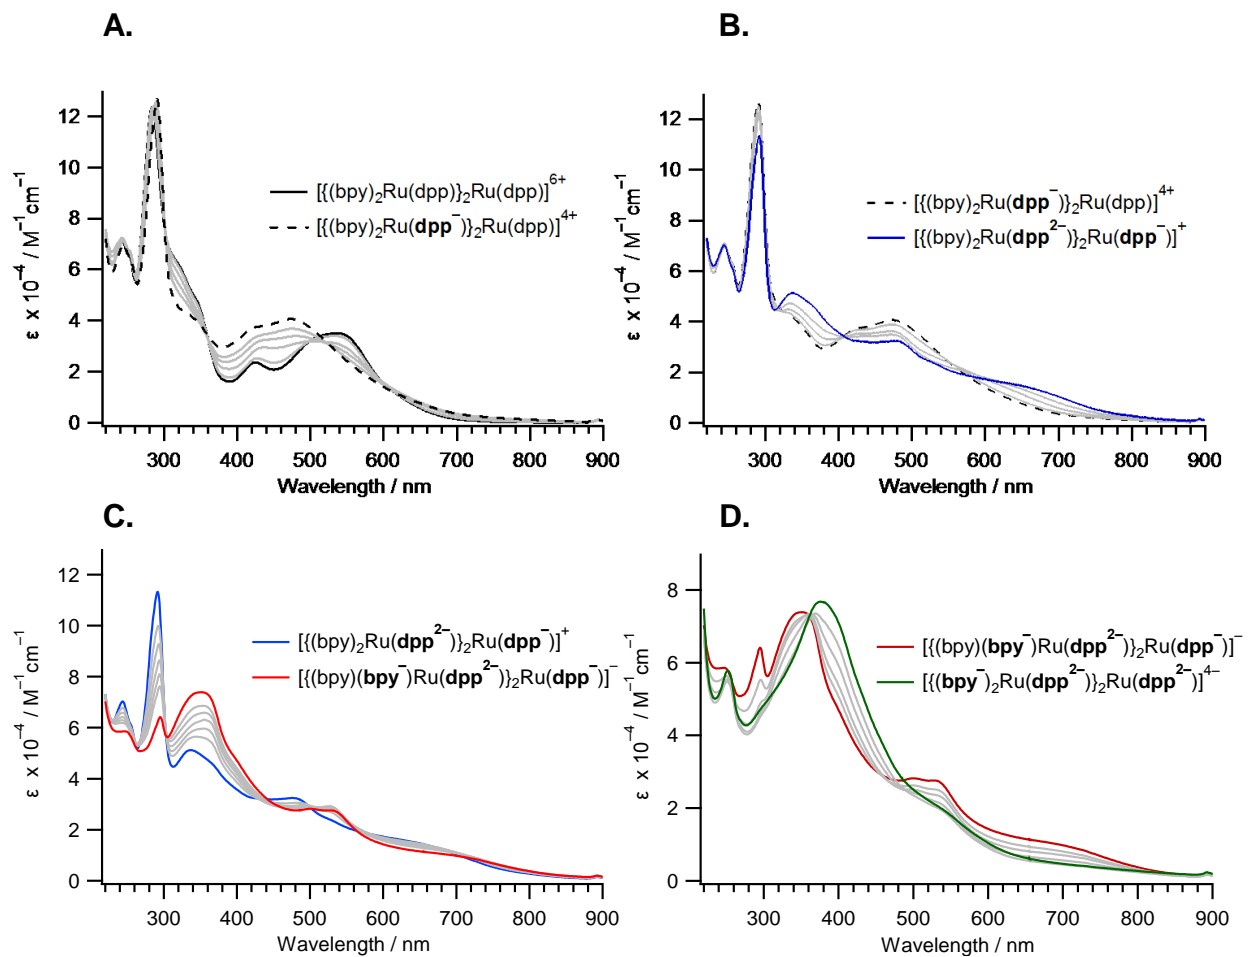 A.
12
10
8
6
4
2
0
ε x 10⁻⁴ / M⁻¹cm⁻¹
[{(bpy)₂Ru(dpp)}₂Ru(dpp)]⁶⁺
[{(bpy)₂Ru(dpp⁻)}₂Ru(dpp)]⁴⁺
300 400 500 600 700 800 900
Wavelength / nm
B.
12
10
8
6
4
2
0
ε x 10⁻⁴ / M⁻¹cm⁻¹
[{(bpy)₂Ru(dpp⁻)}₂Ru(dpp)]⁴⁺
[{(bpy)₂Ru(dpp²⁻)}₂Ru(dpp⁻)]⁺
300 400 500 600 700 800 900
Wavelength / nm
C.
12
10
8
6
4
2
0
ε x 10⁻⁴ / M⁻¹cm⁻¹
[{(bpy)₂Ru(dpp²⁻)}₂Ru(dpp⁻)]⁺
[{(bpy)(bpy⁻)Ru(dpp²⁻)}₂Ru(dpp⁻)]⁻
300 400 500 600 700 800 900
Wavelength / nm
D.
8
6
4
2
0
ε x 10⁻⁴ / M⁻¹cm⁻¹
[{(bpy)(bpy⁻)Ru(dpp²⁻)}₂Ru(dpp⁻)]⁻
[{(bpy⁻)₂Ru(dpp²⁻)}₂Ru(dpp²⁻)]⁴⁻
300 400 500 600 700 800 900
Wavelength / nm